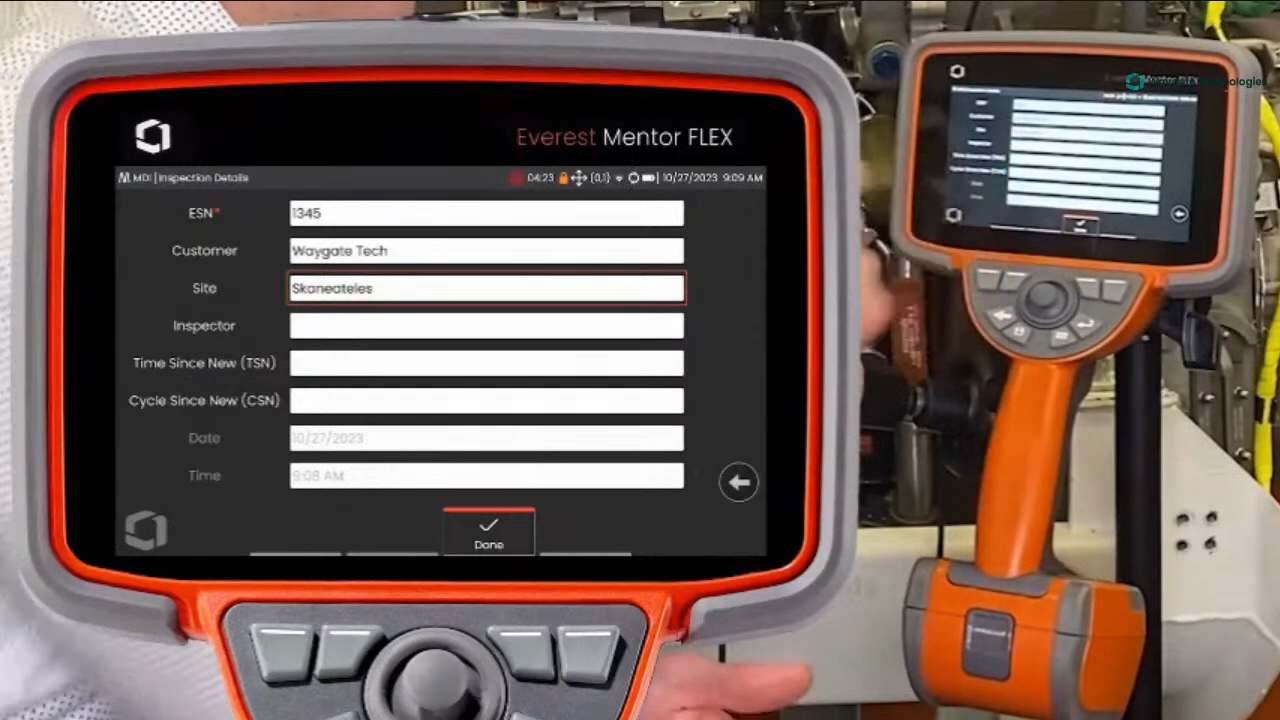 Everest Mentor FLEX
MDI | Inspection Details 04:23 {0,1} 10/27/2023 9:09 AM
ESN* 1345
Customer Waygate Tech
Site Skaneateles
Inspector
Time Since New (TSN)
Cycle Since New (CSN)
Date 10/27/2023
Time 9:08 AM
Done